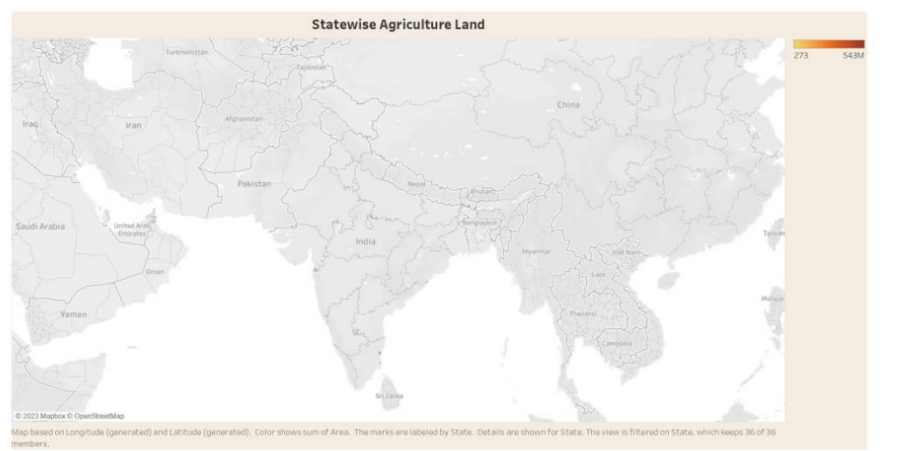 Statewise Agriculture Land
273 543M
Turkmenistan
Tajikistan
China
Iraq
Iran
Afghanistan
Pakistan
Nepal
Bhutan
Saudi Arabia
United Arab
Emirates
Bangladesh
India
Taiwan
Myanmar
Viet Nam
Oman
Laos
Philipp
Yemen
Thailand
Cambodia
Sri Lanka
© 2023 Mapbox © OpenStreetMap
Map based on Longitude (generated) and Latitude (generated). Color shows sum of Area. The marks are labeled by State. Details are shown for State. The view is filtered on State, which keeps 36 of 36
members.